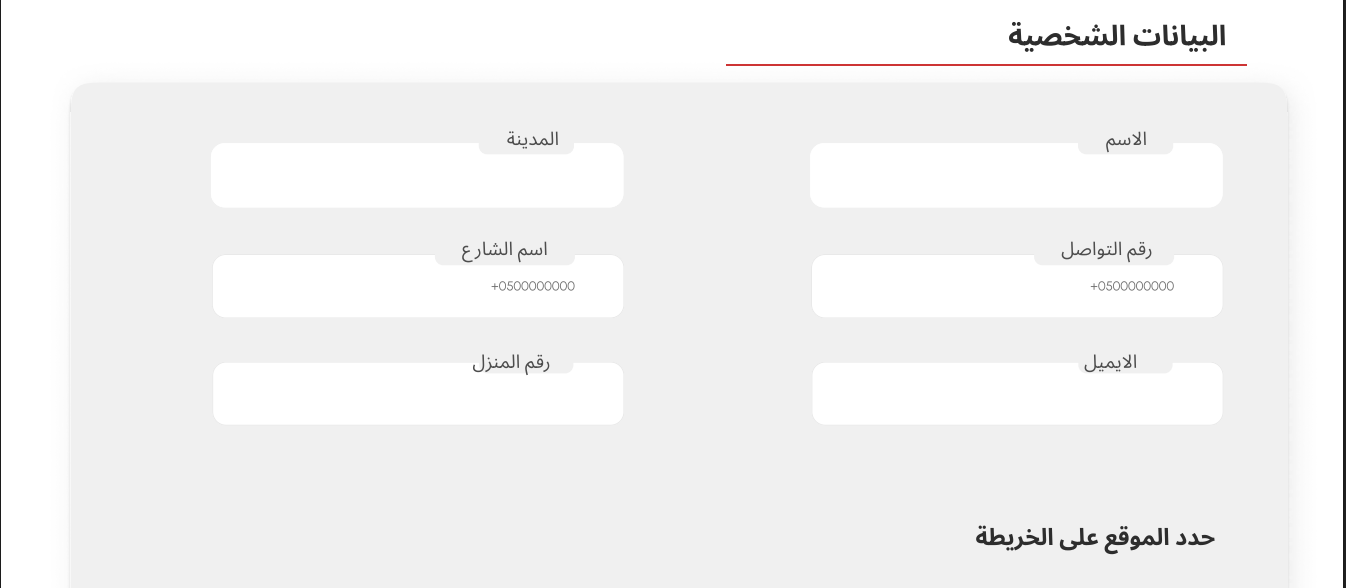 البيانات الشخصية
الاسم
المدينة
رقم التواصل
اسم الشارع
+0500000000
+0500000000
الايميل
رقم المنزل
حدد الموقع على الخريطة